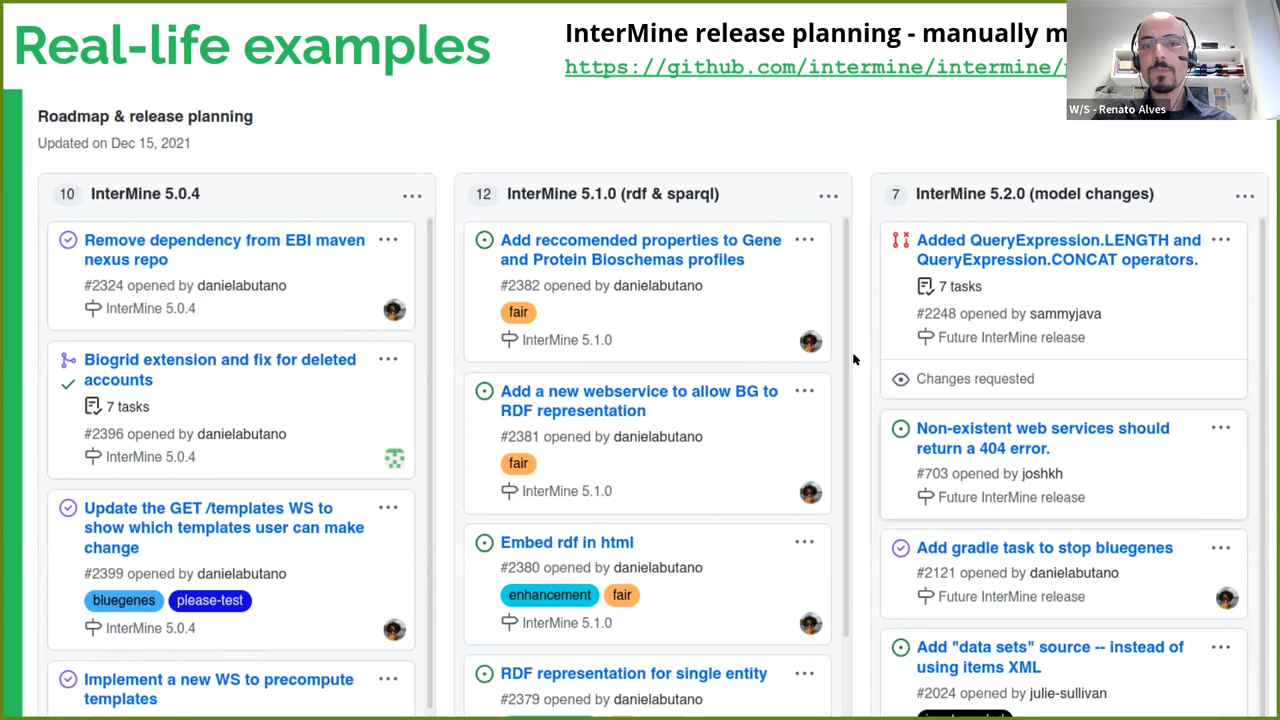 Real-life examples
InterMine release planning - manually m
https://github.com/intermine/intermine/
W/S - Renato Alves
Roadmap & release planning
Updated on Dec 15, 2021
10 InterMine 5.0.4
Remove dependency from EBI maven
nexus repo
#2324 opened by danielabutano
InterMine 5.0.4
Biogrid extension and fix for deleted
accounts
7 tasks
#2396 opened by danielabutano
InterMine 5.0.4
Update the GET /templates WS to
show which templates user can make
change
#2399 opened by danielabutano
bluegenes please-test
InterMine 5.0.4
Implement a new WS to precompute
templates
12 InterMine 5.1.0 (rdf & sparql)
Add reccomended properties to Gene
and Protein Bioschemas profiles
#2382 opened by danielabutano
fair
InterMine 5.1.0
Add a new webservice to allow BG to
RDF representation
#2381 opened by danielabutano
fair
InterMine 5.1.0
Embed rdf in html
#2380 opened by danielabutano
enhancement fair
InterMine 5.1.0
RDF representation for single entity
#2379 opened by danielabutano
7 InterMine 5.2.0 (model changes)
Added QueryExpression.LENGTH and
QueryExpression.CONCAT operators.
7 tasks
#2248 opened by sammyjava
Future InterMine release
Changes requested
Non-existent web services should
return a 404 error.
#703 opened by joshkh
Future InterMine release
Add gradle task to stop bluegenes
#2121 opened by danielabutano
Future InterMine release
Add "data sets" source -- instead of
using items XML
#2024 opened by julie-sullivan